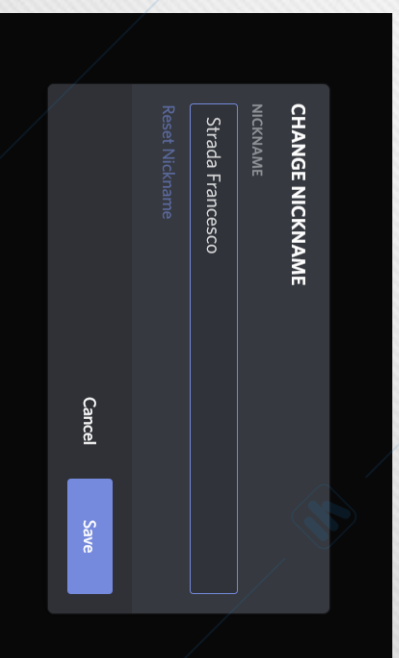 CHANGE NICKNAME
NICKNAME
Strada Francesco
Reset Nickname
Cancel
Save